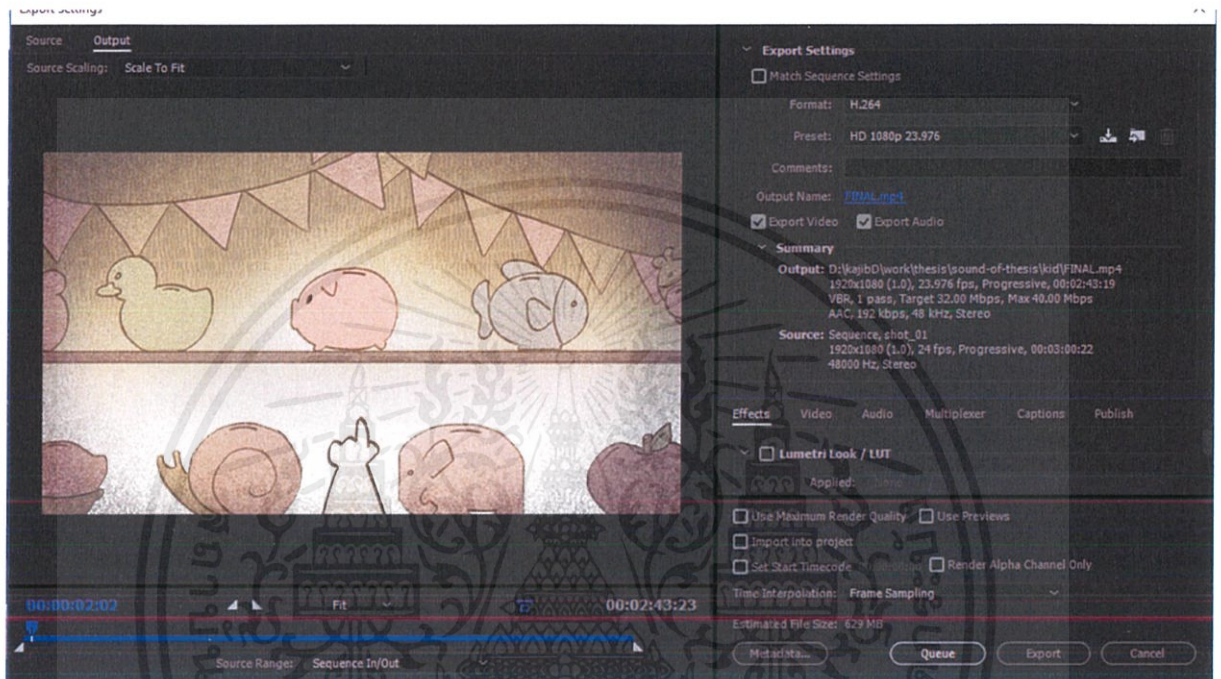 Export Settings
Source Output
Source Scaling: Scale To Fit
00:00:02:02 Fit 00:02:43:23
Source Range: Sequence In/Out
Export Settings
Match Sequence Settings
Format: H.264
Preset: HD 1080p 23.976
Comments:
Output Name: FINAL.mp4
Export Video Export Audio
Summary
Output: D:\kajibD\work\thesis\sound-of-thesis\kid\FINAL.mp4
1920x1080 (1.0), 23.976 fps, Progressive, 00:02:43:19
VBR, 1 pass, Target 32.00 Mbps, Max 40.00 Mbps
AAC, 192 kbps, 48 kHz, Stereo
Source: Sequence, shot_01
1920x1080 (1.0), 24 fps, Progressive, 00:03:00:22
48000 Hz, Stereo
Effects Video Audio Multiplexer Captions Publish
Lumetri Look / LUT
Applied:
Use Maximum Render Quality Use Previews
Import into project
Set Start Timecode 00:00:00:00 Render Alpha Channel Only
Time Interpolation: Frame Sampling
Estimated File Size: 629 MB
Metadata... Queue Export Cancel